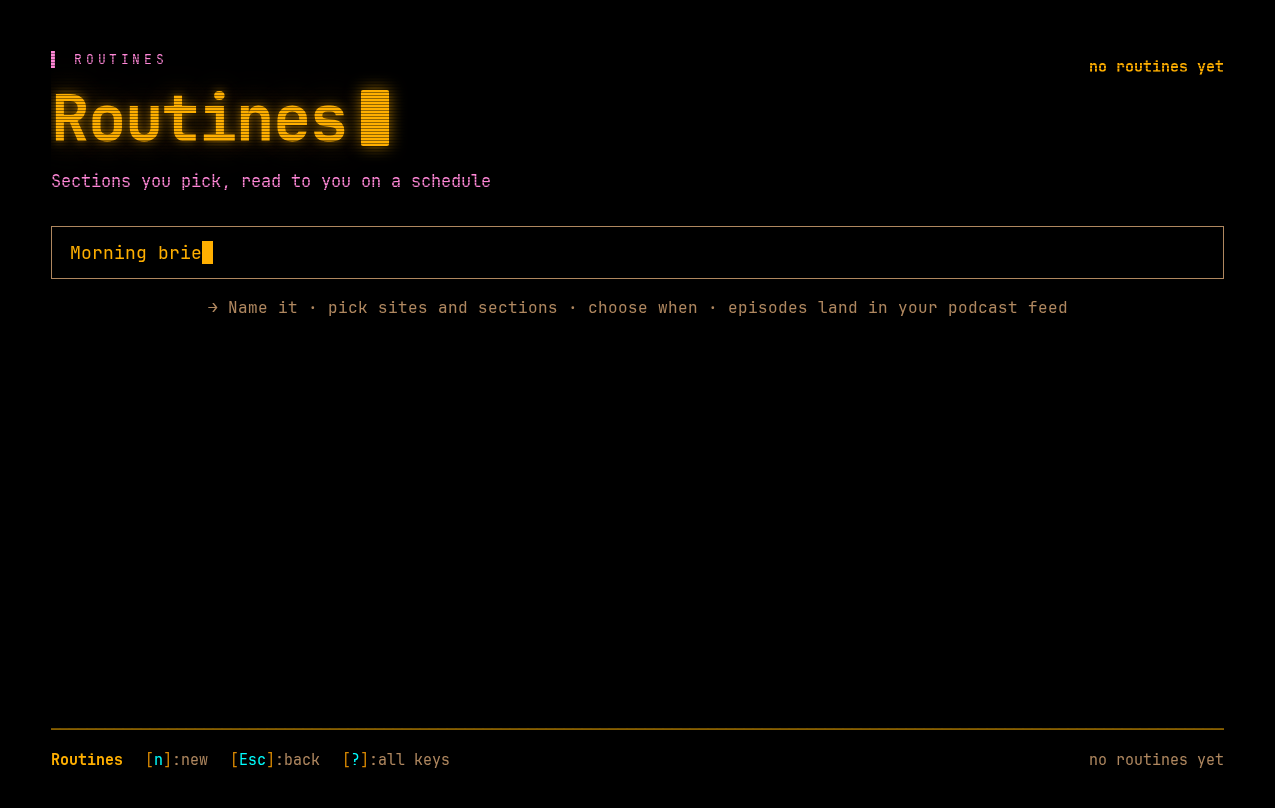 ROUTINES
no routines yet
Routines
Sections you pick, read to you on a schedule
Morning brie
→ Name it · pick sites and sections · choose when · episodes land in your podcast feed
Routines [n]:new [Esc]:back [?]:all keys
no routines yet